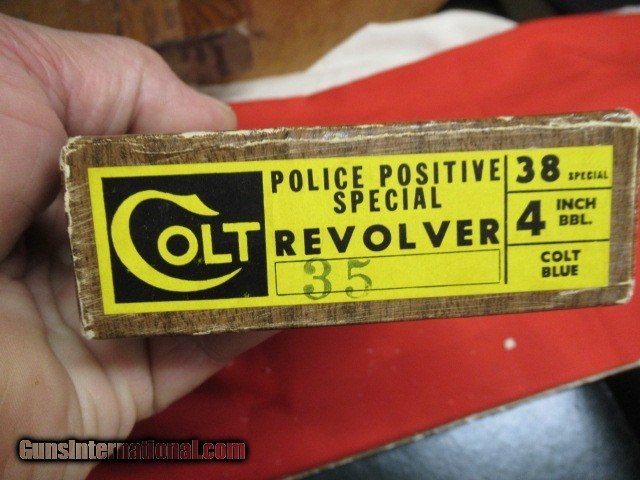 COLT
POLICE POSITIVE
SPECIAL
REVOLVER
35
38 SPECIAL
4 INCH BBL.
COLT
BLUE
GunsInternational.com